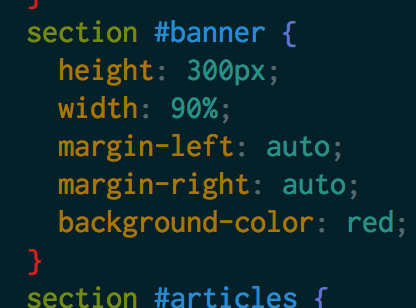 }
section #banner {
  height: 300px;
  width: 90%;
  margin-left: auto;
  margin-right: auto;
  background-color: red;
}
section #articles {